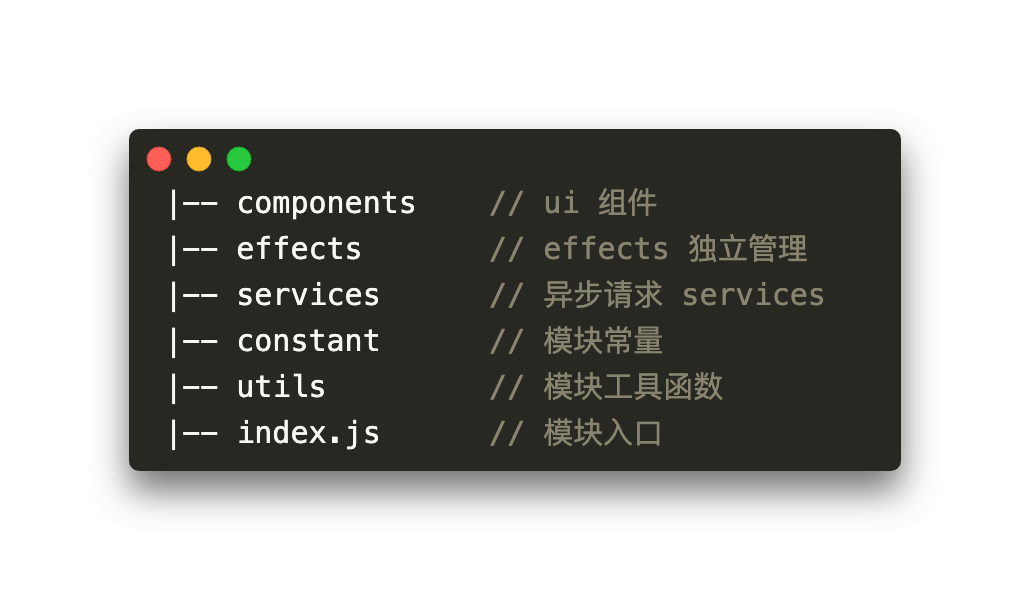 |-- components    // ui 组件
|-- effects       // effects 独立管理
|-- services      // 异步请求 services
|-- constant      // 模块常量
|-- utils         // 模块工具函数
|-- index.js      // 模块入口